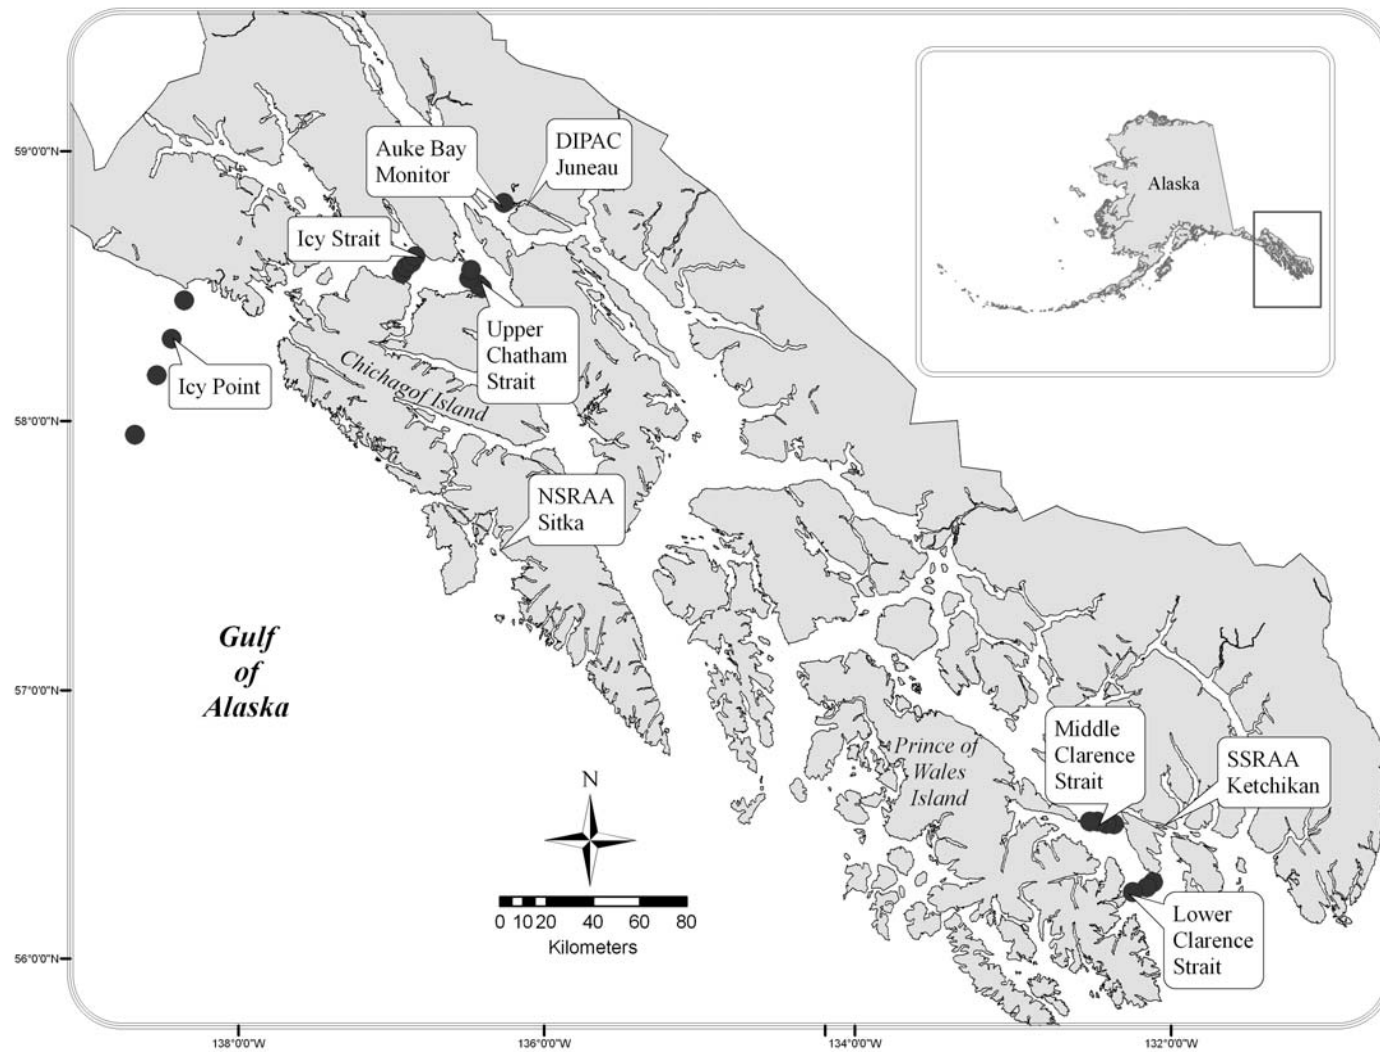 59°0'0"N
58°0'0"N
57°0'0"N
56°0'0"N
Auke Bay
Monitor
DIPAC
Juneau
Icy Strait
Upper
Chatham
Strait
Icy Point
Chichagof Island
NSRAA
Sitka
Gulf
of
Alaska
Alaska
Prince of
Wales
Island
Middle
Clarence
Strait
SSRAA
Ketchikan
Lower
Clarence
Strait
N
0 10 20 40 60 80
Kilometers
138°0'0"W
136°0'0"W
134°0'0"W
132°0'0"W